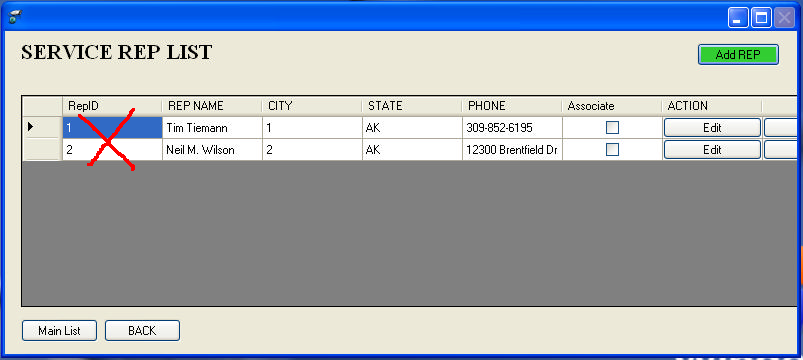 SERVICE REP LIST
Add REP
RepID REP NAME CITY STATE PHONE Associate ACTION
1 Tim Tiemann 1 AK 309-852-6195 Edit
2 Neil M. Wilson 2 AK 12300 Brentfield Dr Edit
Main List BACK